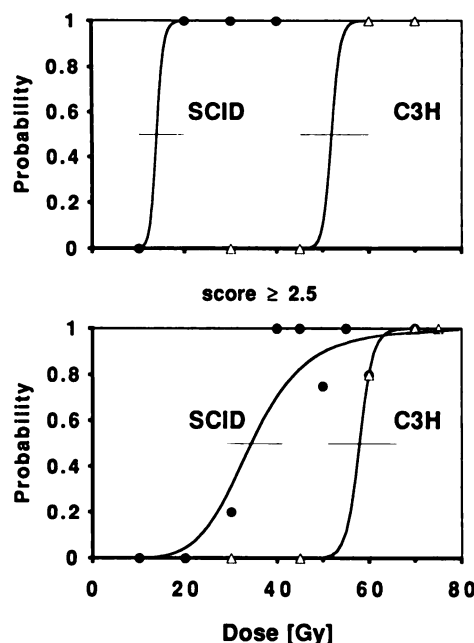 1
0.8
0.6
0.4
0.2
0
Probability
SCID
C3H
score ≥ 2.5
1
0.8
0.6
0.4
0.2
0
Probability
SCID
C3H
0 20 40 60 80
Dose [Gy]